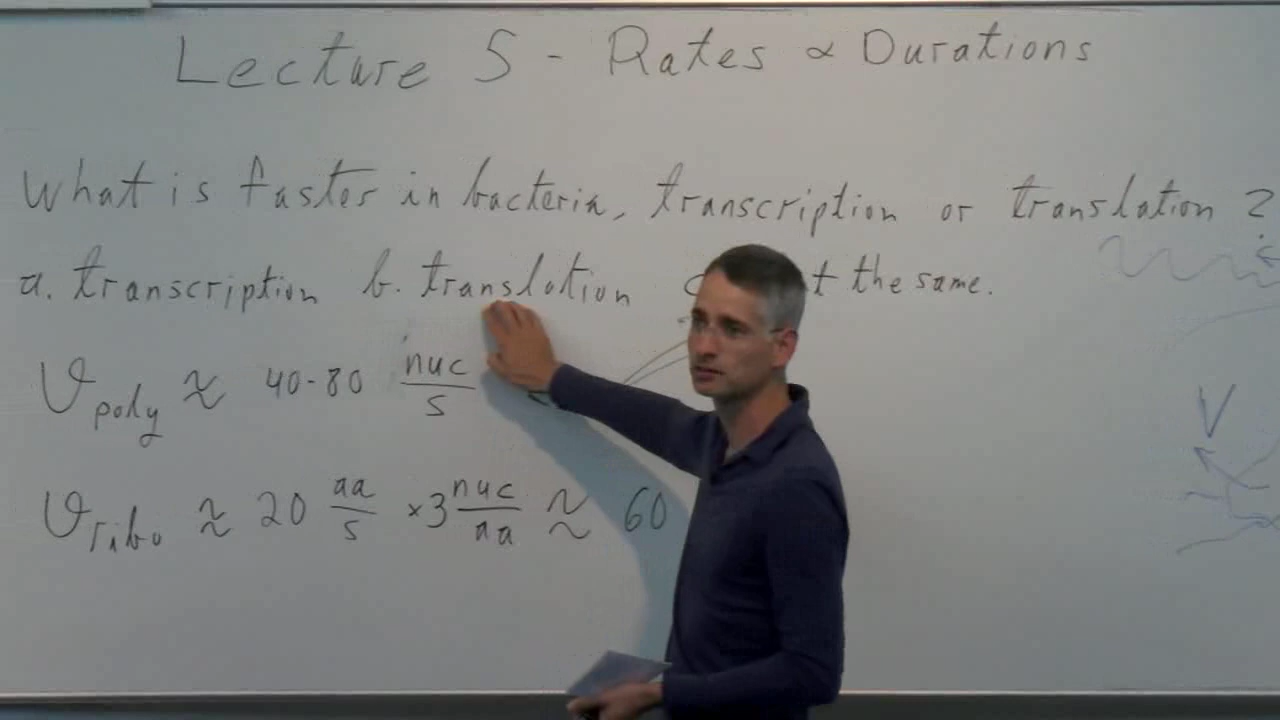 Lecture 5 - Rates & Durations
What is faster in bacteria, transcription or translation ?
a. transcription b. translation t the same.
V poly ≈ 40-80 nuc/s
V ribo ≈ 20 aa/s ×3 nuc/aa ≈ 60
V